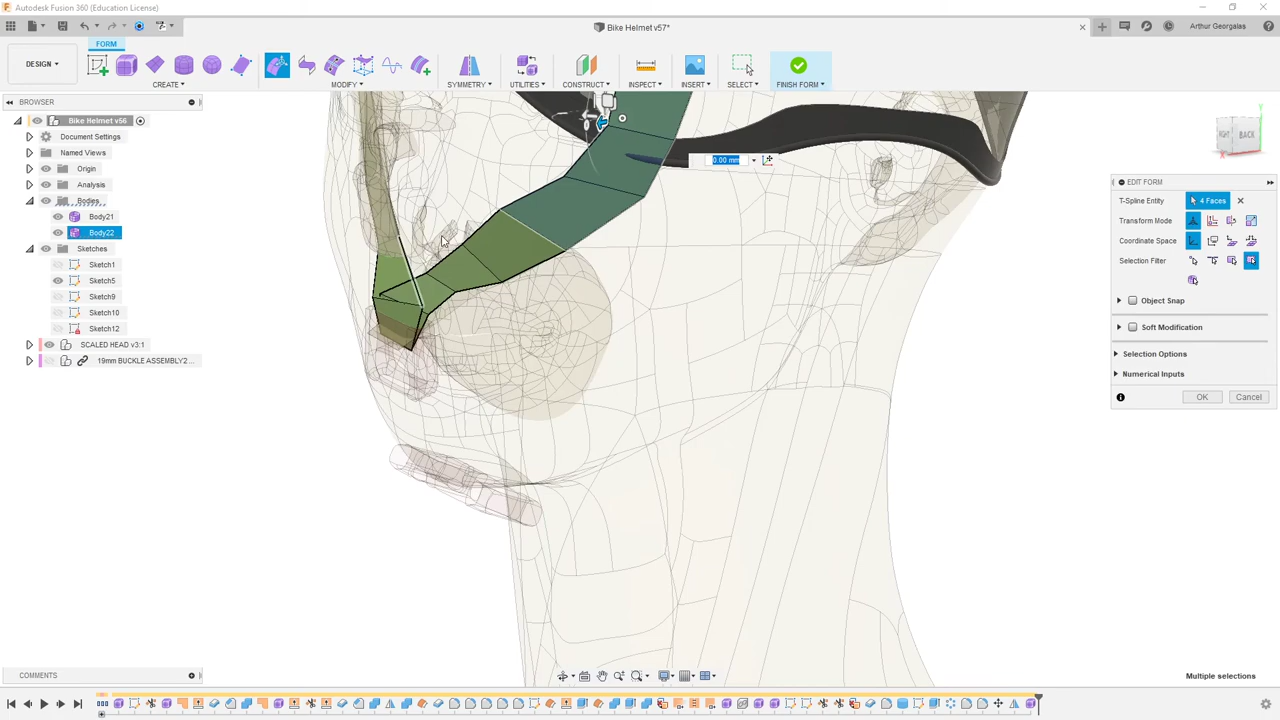 Autodesk Fusion 360 (Education License)
Bike Helmet v57*
Arthur Georgalas
FORM
DESIGN
CREATE
MODIFY
SYMMETRY
UTILITIES
CONSTRUCT
INSPECT
INSERT
SELECT
FINISH FORM
BROWSER
Bike Helmet v56
Document Settings
Named Views
Origin
Analysis
Bodies
Body21
Body22
Sketches
Sketch1
Sketch5
Sketch9
Sketch10
Sketch12
SCALED HEAD v3:1
19mm BUCKLE ASSEMBLY2...
0.00 mm
BACK
EDIT FORM
T-Spline Entity
4 Faces
Transform Mode
Coordinate Space
Selection Filter
Object Snap
Soft Modification
Selection Options
Numerical Inputs
OK
Cancel
COMMENTS
Multiple selections